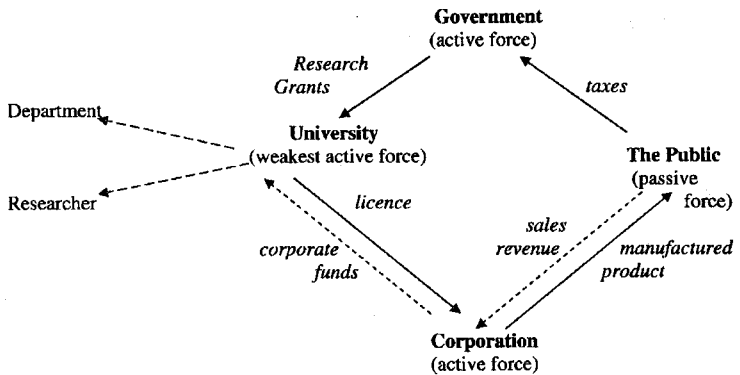 Government
(active force)
Research
Grants
taxes
Department
University
(weakest active force)
The Public
(passive
force)
Researcher
licence
sales
revenue
corporate
funds
manufactured
product
Corporation
(active force)